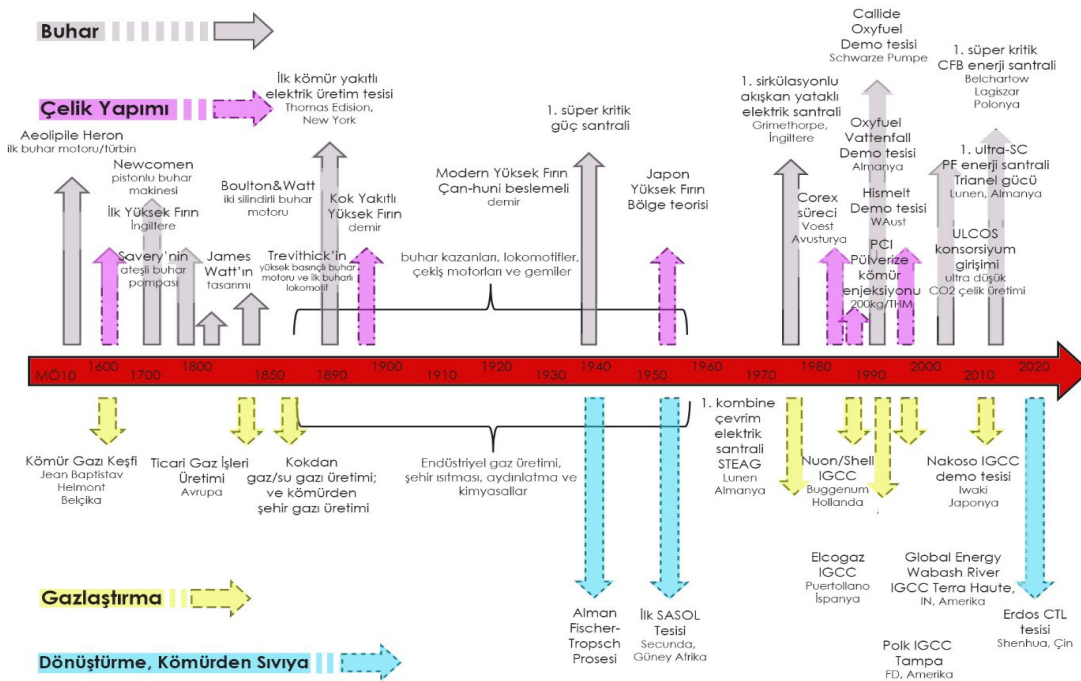 Buhar
Çelik Yapımı
Aeolipile Heron
ilk buhar motoru/türbin
Newcomen
pistonlu buhar
makinesi
İlk Yüksek Fırın
İngiltere
Savery'nin
ateşli buhar
pompası
James
Watt'ın
tasarımı
Boulton&Watt
iki silindirli buhar
motoru
Trevithick'in
yüksek basınçlı buhar
motoru ve ilk buharlı
lokomotif
İlk kömür yakıtlı
elektrik üretim tesisi
Thomas Edision,
New York
Kok Yakıtlı
Yüksek Fırın
demir
Modern Yüksek Fırın
Çan-huni beslemeli
demir
buhar kazanları, lokomotifler,
çekiş motorları ve gemiler
1. süper kritik
güç santrali
Japon
Yüksek Fırın
Bölge teorisi
1. sirkülasyonlu
akışkan yataklı
elektrik santrali
Grimethorpe,
İngiltere
Corex
süreci
Voest
Avusturya
Callide
Oxyfuel
Demo tesisi
Schwarze Pumpe
Oxyfuel
Vattenfall
Demo tesisi
Almanya
Hismelt
Demo tesisi
WAust
PCI
Pülverize
kömür
enjeksiyonu
200kg/THM
1. süper kritik
CFB enerji santrali
Belchartow
Lagiszar
Polonya
1. ultra-SC
PF enerji santrali
Trianel gücü
Lunen, Almanya
ULCOS
konsorsiyum
girişimi
ultra düşük
CO2 çelik üretimi
MÖ10 1600 1700 1800 1850 1890 1900 1910 1920 1930 1940 1950 1960 1970 1980 1990 2000 2010 2020
Kömür Gazı Keşfi
Jean Baptistav
Helmont
Belçika
Ticari Gaz İşleri
Üretimi
Avrupa
Kokdan
gaz/su gazı üretimi;
ve kömürden
şehir gazı üretimi
Endüstriyel gaz üretimi,
şehir ısıtması, aydınlatma ve
kimyasallar
1. kombine
çevrim
elektrik
santrali
STEAG
Lunen
Almanya
Nuon/Shell
IGCC
Buggenum
Hollanda
Nakoso IGCC
demo tesisi
Iwaki
Japonya
Elcogaz
IGCC
Puertollano
İspanya
Global Energy
Wabash River
IGCC Terra Haute,
IN, Amerika
Polk IGCC
Tampa
FD, Amerika
Alman
Fischer-
Tropsch
Prosesi
İlk SASOL
Tesisi
Secunda,
Güney Afrika
Erdos CTL
tesisi
Shenhua, Çin
Gazlaştırma
Dönüştürme, Kömürden Sıvıya